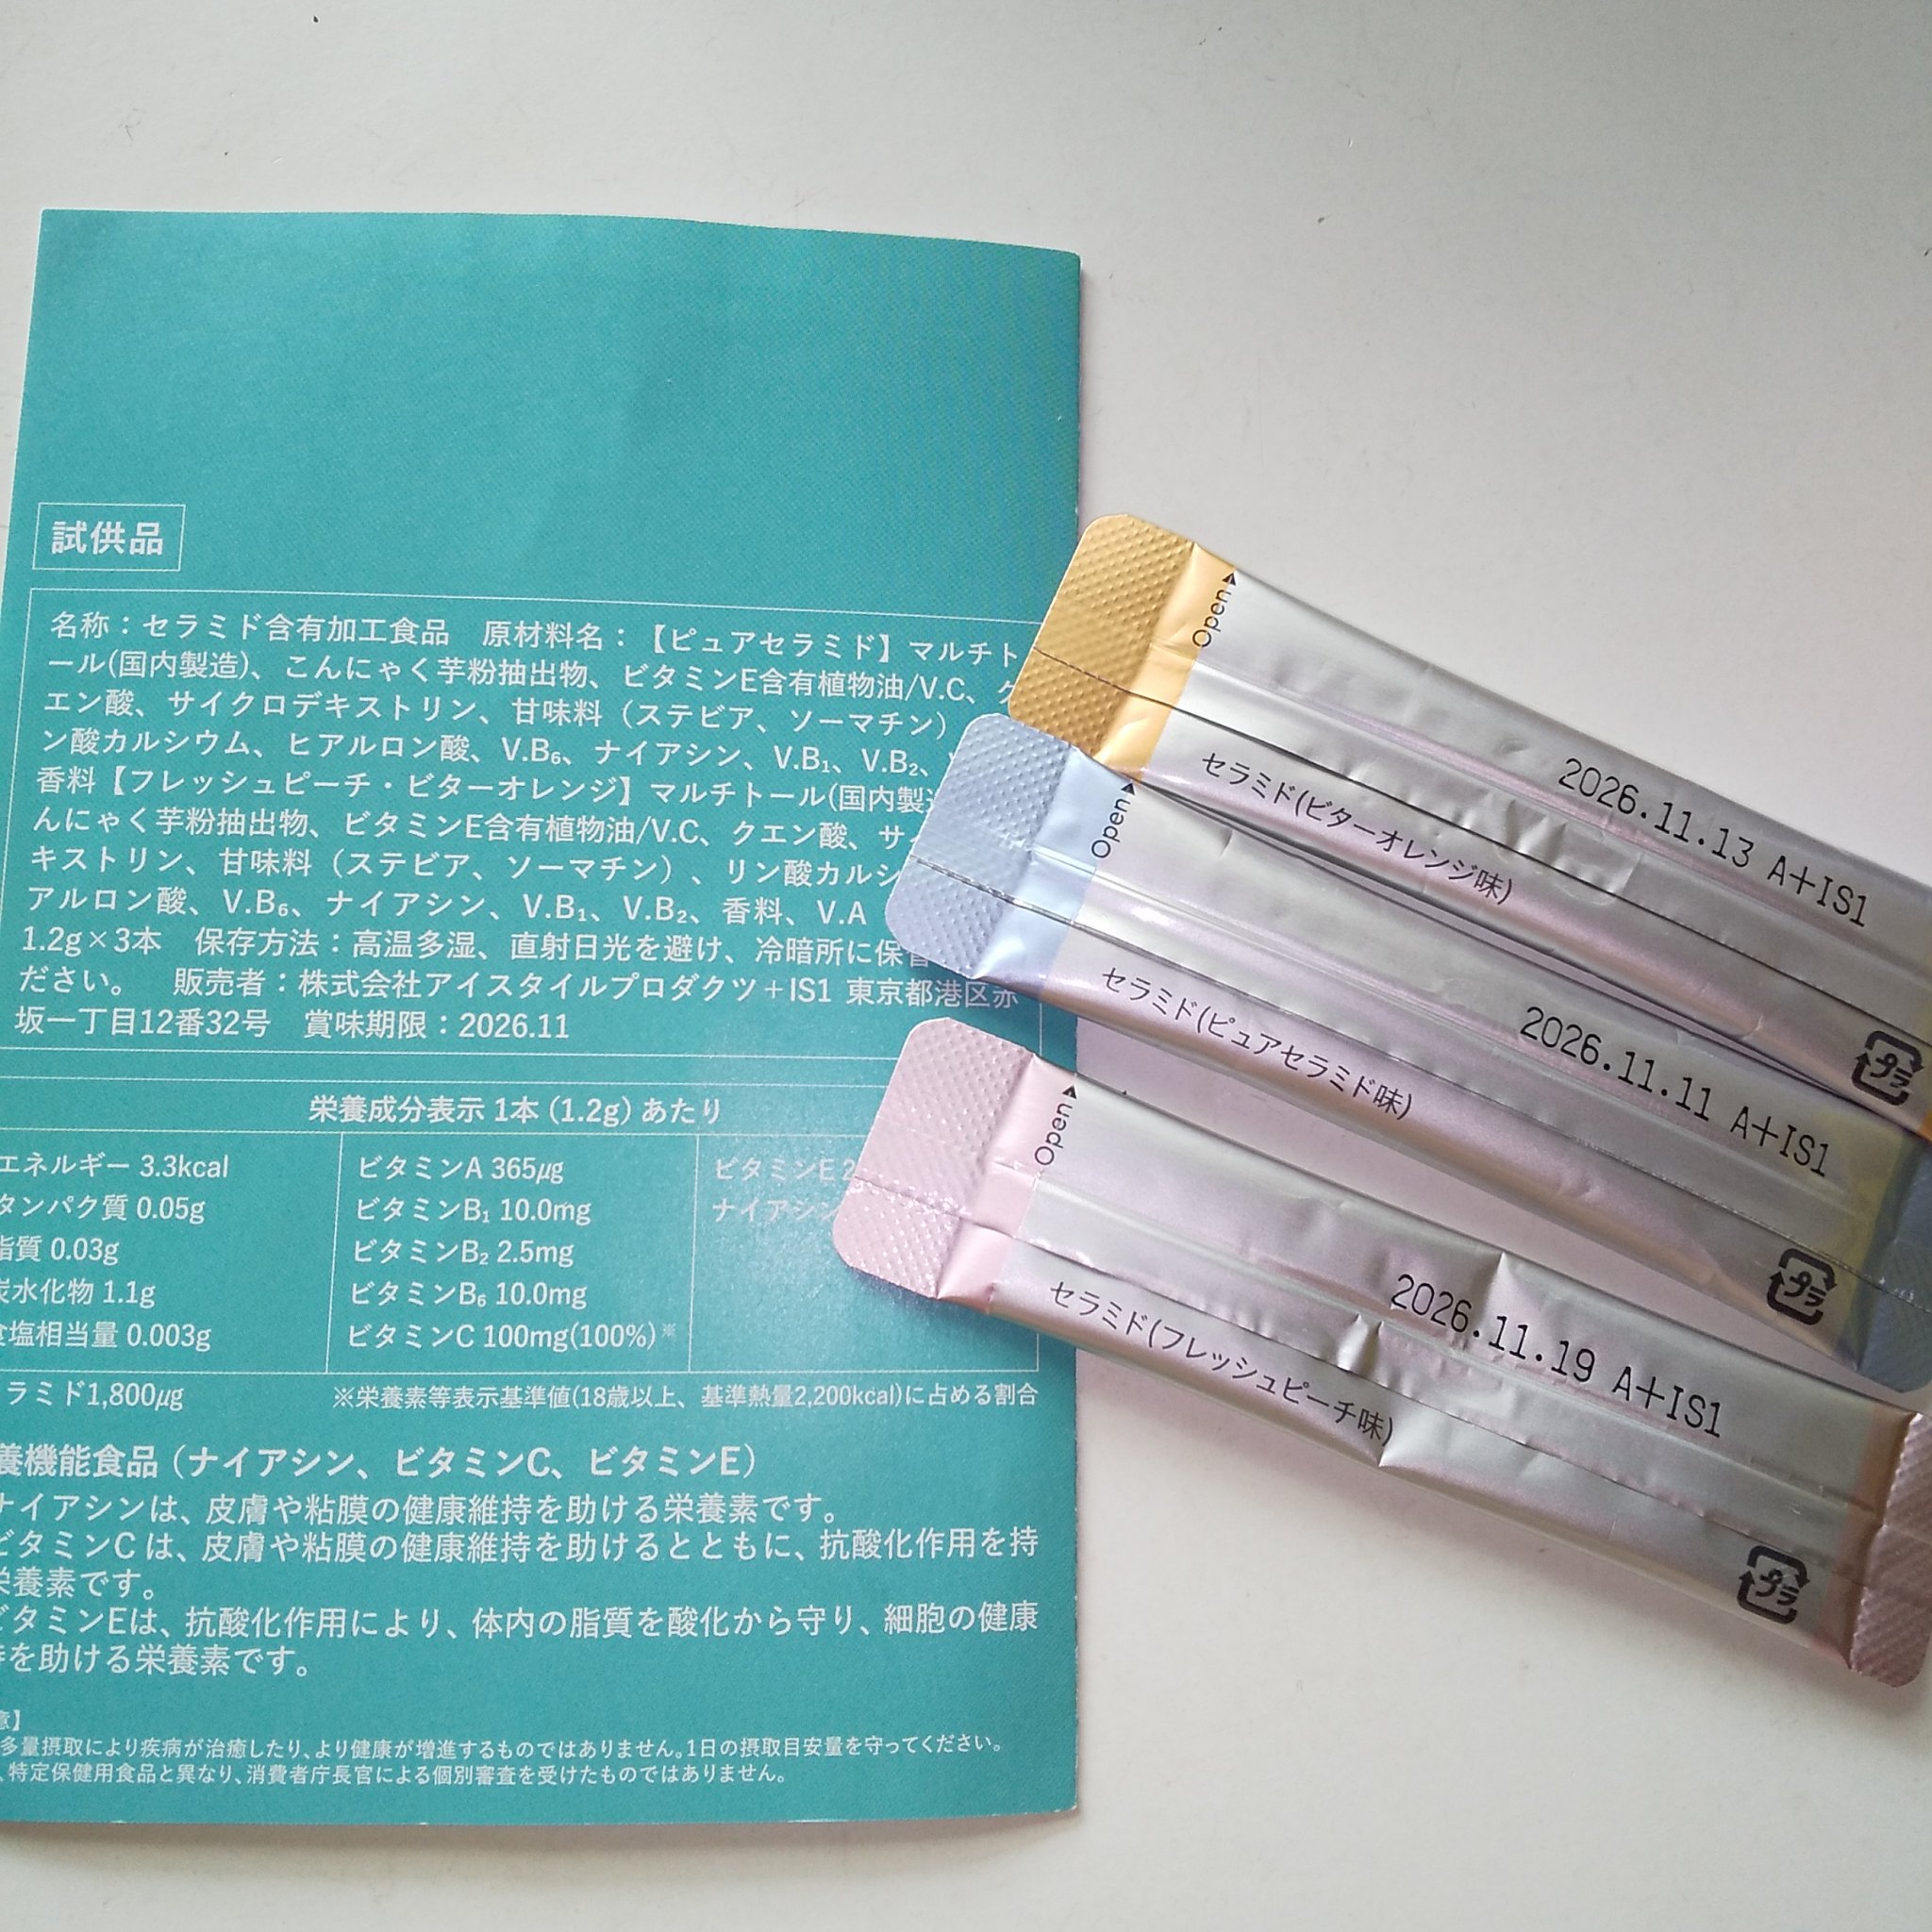 試供品
名称：セラミド含有加工食品　原材料名：【ピュアセラミド】マルチト
ール(国内製造)、こんにゃく芋粉抽出物、ビタミンE含有植物油/V.C、ク
エン酸、サイクロデキストリン、甘味料（ステビア、ソーマチン）
ン酸カルシウム、ヒアルロン酸、V.B₆、ナイアシン、V.B₁、V.B₂、
香料【フレッシュピーチ・ビターオレンジ】マルチトール(国内製造
んにゃく芋粉抽出物、ビタミンE含有植物油/V.C、クエン酸、サ
キストリン、甘味料（ステビア、ソーマチン）、リン酸カルシ
アルロン酸、V.B₆、ナイアシン、V.B₁、V.B₂、香料、V.A
1.2g×3本　保存方法：高温多湿、直射日光を避け、冷暗所に保
ださい。　販売者：株式会社アイスタイルプロダクツ＋IS1 東京都港区赤
坂一丁目12番32号　賞味期限：2026.11
栄養成分表示 1本（1.2g）あたり
エネルギー 3.3kcal
タンパク質 0.05g
脂質 0.03g
炭水化物 1.1g
食塩相当量 0.003g
ビタミンA 365μg
ビタミンB₁ 10.0mg
ビタミンB₂ 2.5mg
ビタミンB₆ 10.0mg
ビタミンC 100mg(100%)※
ビタミンE 2
ナイアシン
ラミド1,800μg
※栄養素等表示基準値(18歳以上、基準熱量2,200kcal)に占める割合
養機能食品（ナイアシン、ビタミンC、ビタミンE）
ナイアシンは、皮膚や粘膜の健康維持を助ける栄養素です。
ビタミンC は、皮膚や粘膜の健康維持を助けるとともに、抗酸化作用を持
栄養素です。
ビタミンEは、抗酸化作用により、体内の脂質を酸化から守り、細胞の健康
持を助ける栄養素です。
意】
多量摂取により疾病が治癒したり、より健康が増進するものではありません。1日の摂取目安量を守ってください。
、特定保健用食品と異なり、消費者庁長官による個別審査を受けたものではありません。
Open
セラミド(ビターオレンジ味)
2026.11.13 A+IS1
プラ
Open
セラミド(ピュアセラミド味)
2026.11.11 A+IS1
プラ
Open
セラミド(フレッシュピーチ味)
2026.11.19 A+IS1
プラ